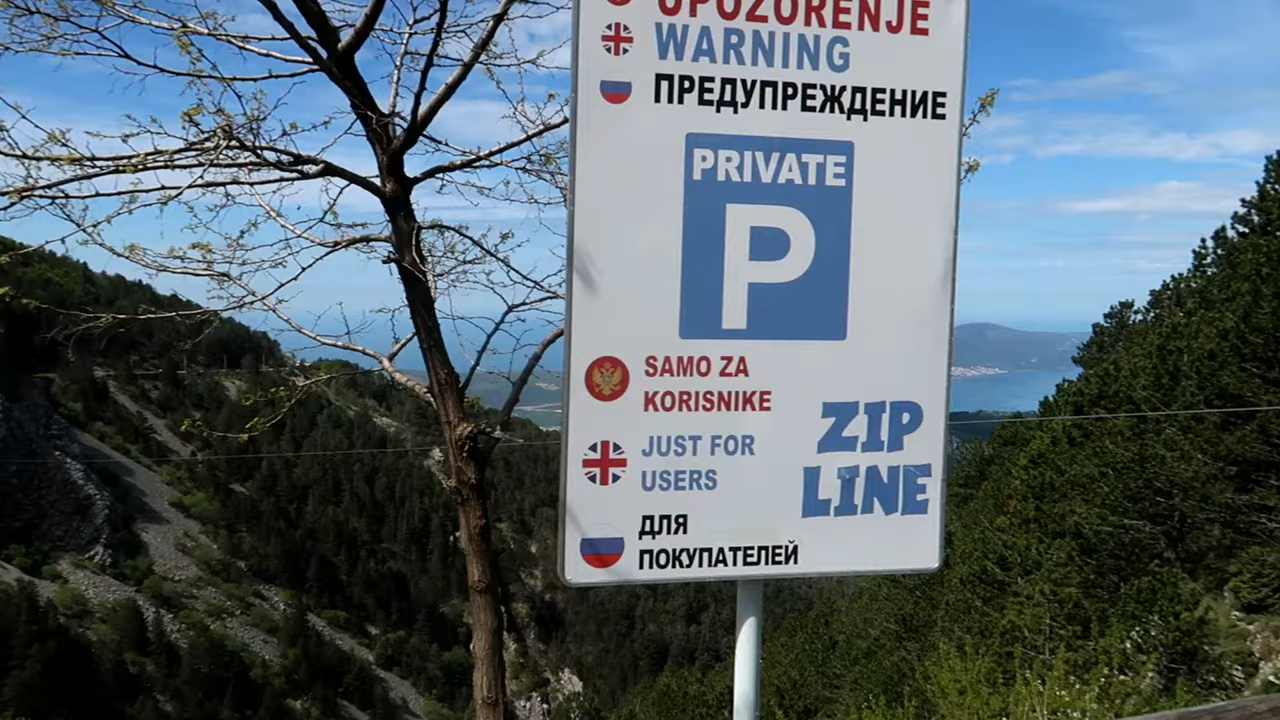 UPOZORENJE
WARNING
ПРЕДУПРЕЖДЕНИЕ
PRIVATE
P
SAMO ZA
KORISNIKE
JUST FOR
USERS
ДЛЯ
ПОКУПАТЕЛЕЙ
ZIP
LINE